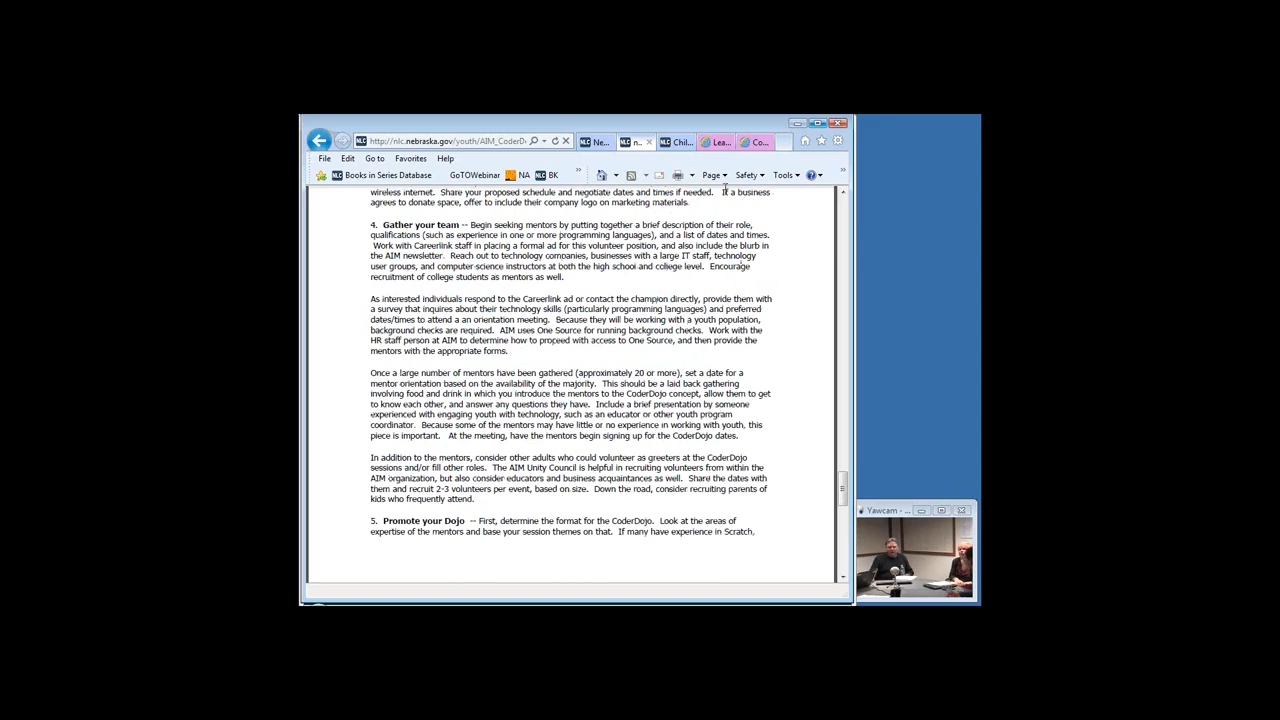 http://nlc.nebraska.gov/youth/AIM_CoderD
Ne...
n...
Chil...
Lea...
Co...
File Edit Go to Favorites Help
Books in Series Database GoTOWebinar NA BK
Page Safety Tools
wireless internet. Share your proposed schedule and negotiate dates and times if needed. If a business
agrees to donate space, offer to include their company logo on marketing materials.
4. Gather your team -- Begin seeking mentors by putting together a brief description of their role,
qualifications (such as experience in one or more programming languages), and a list of dates and times.
Work with Careerlink staff in placing a formal ad for this volunteer position, and also include the blurb in
the AIM newsletter. Reach out to technology companies, businesses with a large IT staff, technology
user groups, and computer science instructors at both the high school and college level. Encourage
recruitment of college students as mentors as well.
As interested individuals respond to the Careerlink ad or contact the champion directly, provide them with
a survey that inquires about their technology skills (particularly programming languages) and preferred
dates/times to attend a an orientation meeting. Because they will be working with a youth population,
background checks are required. AIM uses One Source for running background checks. Work with the
HR staff person at AIM to determine how to proceed with access to One Source, and then provide the
mentors with the appropriate forms.
Once a large number of mentors have been gathered (approximately 20 or more), set a date for a
mentor orientation based on the availability of the majority. This should be a laid back gathering
involving food and drink in which you introduce the mentors to the CoderDojo concept, allow them to get
to know each other, and answer any questions they have. Include a brief presentation by someone
experienced with engaging youth with technology, such as an educator or other youth program
coordinator. Because some of the mentors may have little or no experience in working with youth, this
piece is important. At the meeting, have the mentors begin signing up for the CoderDojo dates.
In addition to the mentors, consider other adults who could volunteer as greeters at the CoderDojo
sessions and/or fill other roles. The AIM Unity Council is helpful in recruiting volunteers from within the
AIM organization, but also consider educators and business acquaintances as well. Share the dates with
them and recruit 2-3 volunteers per event, based on size. Down the road, consider recruiting parents of
kids who frequently attend.
5. Promote your Dojo -- First, determine the format for the CoderDojo. Look at the areas of
expertise of the mentors and base your session themes on that. If many have experience in Scratch,
Yawcam - ...